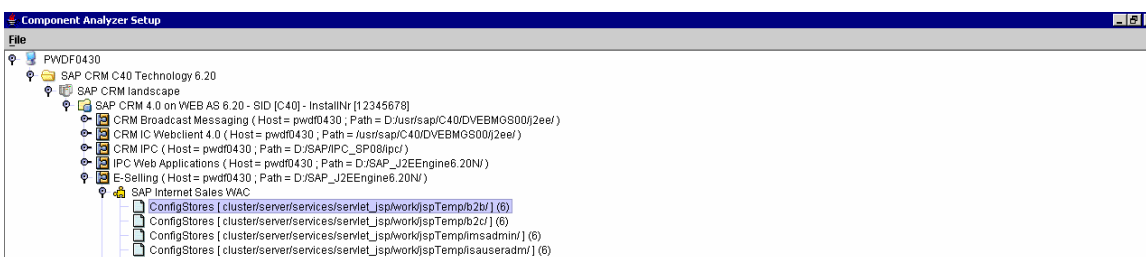 Component Analyzer Setup
File
PWDF0430
SAP CRM C40 Technology 6.20
SAP CRM landscape
SAP CRM 4.0 on WEB AS 6.20 - SID [C40] - InstallNr [12345678]
CRM Broadcast Messaging ( Host = pwdf0430 ; Path = D:/usr/sap/C40/DVEBMGS00/j2ee/ )
CRM IC Webclient 4.0 ( Host = pwdf0430 ; Path = /usr/sap/C40/DVEBMGS00/j2ee/ )
CRM IPC ( Host = pwdf0430 ; Path = D:/SAP/IPC_SP08/ipc/ )
IPC Web Applications ( Host = pwdf0430 ; Path = D:/SAP_J2EEngine6.20N/ )
E-Selling ( Host = pwdf0430 ; Path = D:/SAP_J2EEngine6.20N/ )
SAP Internet Sales WAC
ConfigStores [ cluster/server/services/servlet_jsp/work/jspTemp/b2b/ ] (6)
ConfigStores [ cluster/server/services/servlet_jsp/work/jspTemp/b2c/ ] (6)
ConfigStores [ cluster/server/services/servlet_jsp/work/jspTemp/imsadmin/ ] (6)
ConfigStores [ cluster/server/services/servlet_jsp/work/jspTemp/isauseradm/ ] (6)